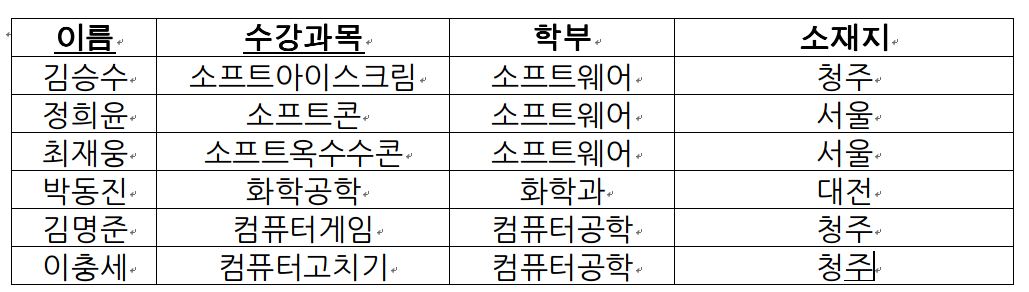 이름 수강과목 학부 소재지
김승수 소프트아이스크림 소프트웨어 청주
정희윤 소프트콘 소프트웨어 서울
최재웅 소프트옥수수콘 소프트웨어 서울
박동진 화학공학 화학과 대전
김명준 컴퓨터게임 컴퓨터공학 청주
이충세 컴퓨터고치기 컴퓨터공학 청주